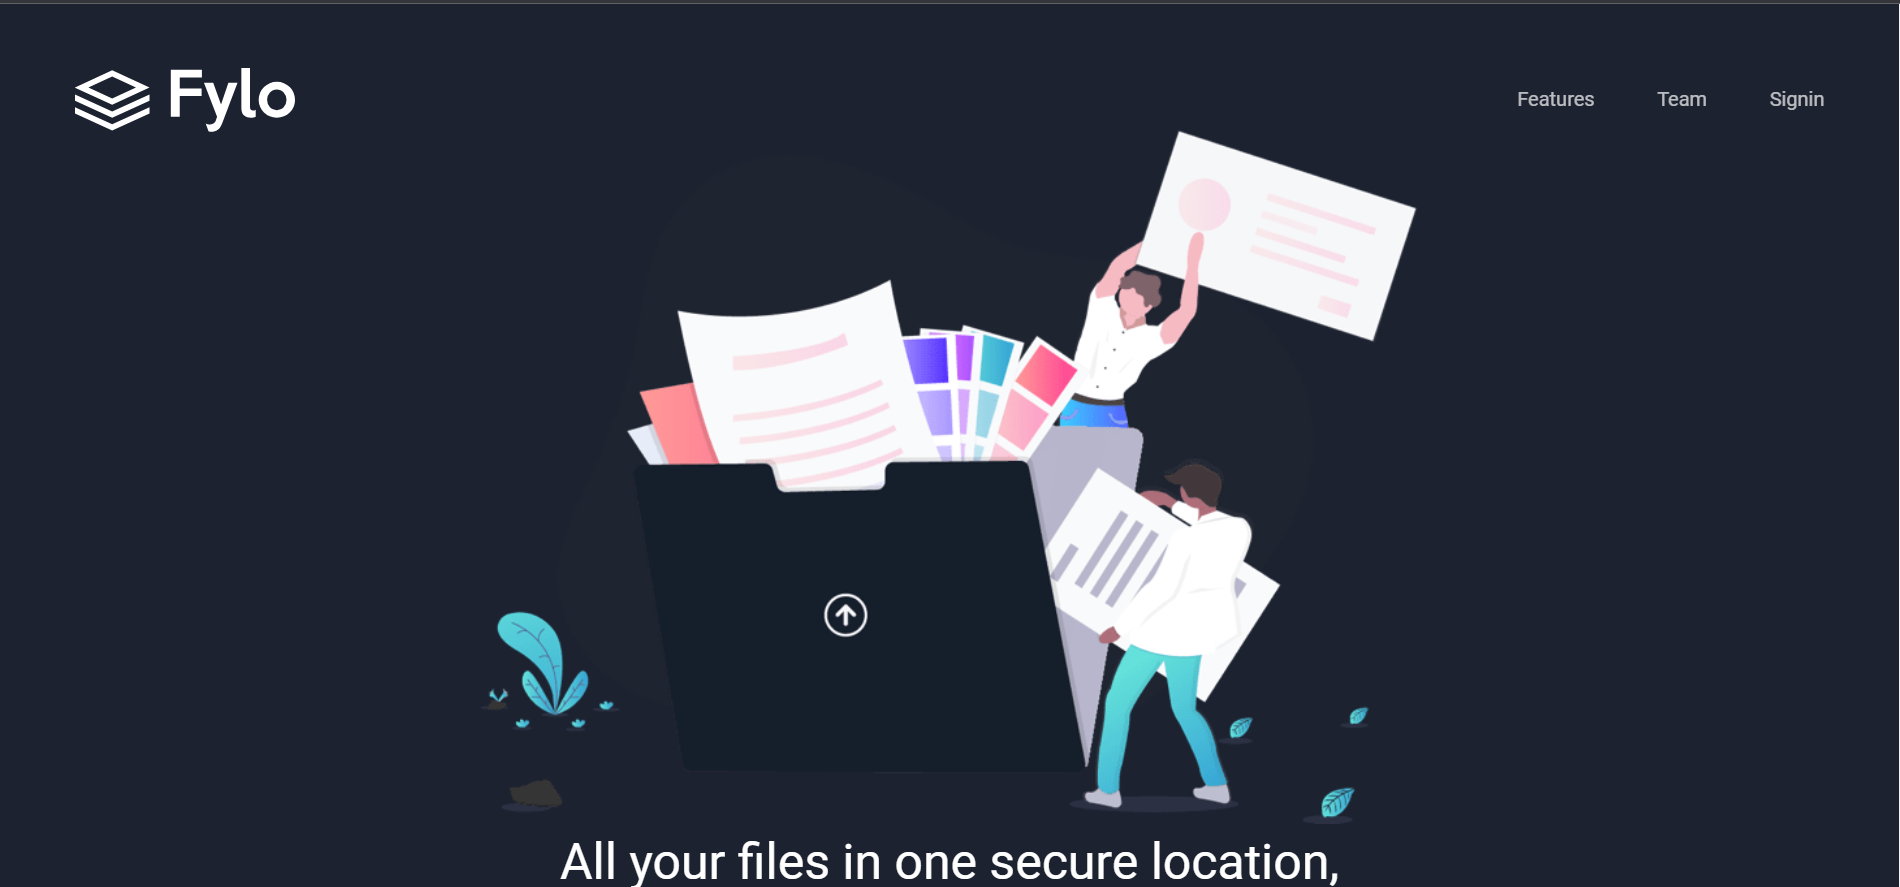 Fylo
Features
Team
Signin
All your files in one secure location,